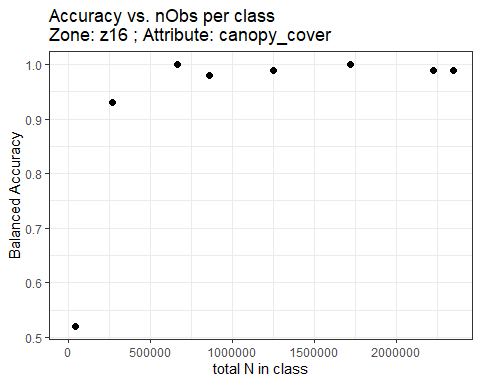 Accuracy vs. nObs per class
Zone: z16 ; Attribute: canopy_cover
1.0
0.9
0.8
0.7
0.6
0.5
Balanced Accuracy
0 500000 1000000 1500000 2000000
total N in class